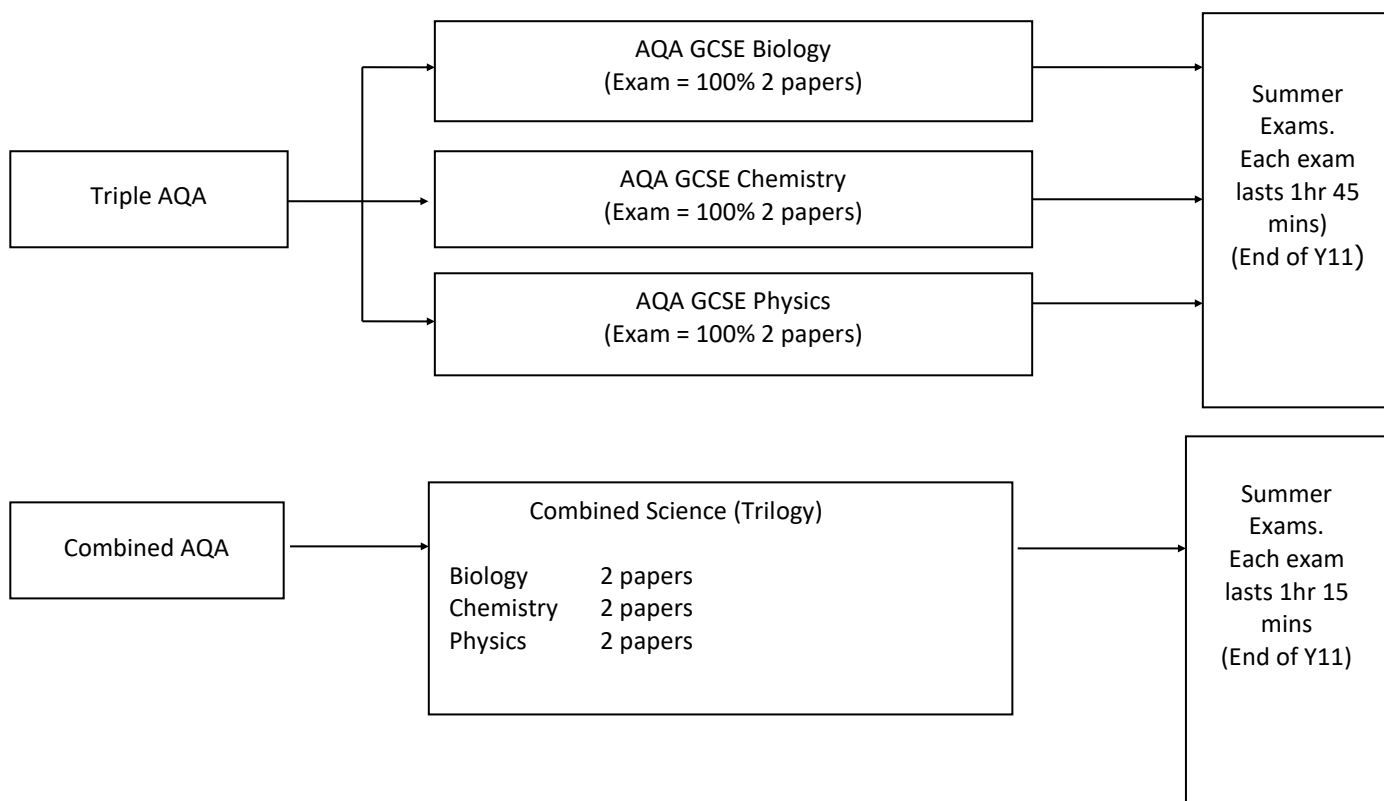 Triple AQA
AQA GCSE Biology
(Exam = 100% 2 papers)
AQA GCSE Chemistry
(Exam = 100% 2 papers)
AQA GCSE Physics
(Exam = 100% 2 papers)
Summer
Exams.
Each exam
lasts 1hr 45
mins)
(End of Y11)
Combined AQA
Combined Science (Trilogy)
Biology 2 papers
Chemistry 2 papers
Physics 2 papers
Summer
Exams.
Each exam
lasts 1hr 15
mins
(End of Y11)